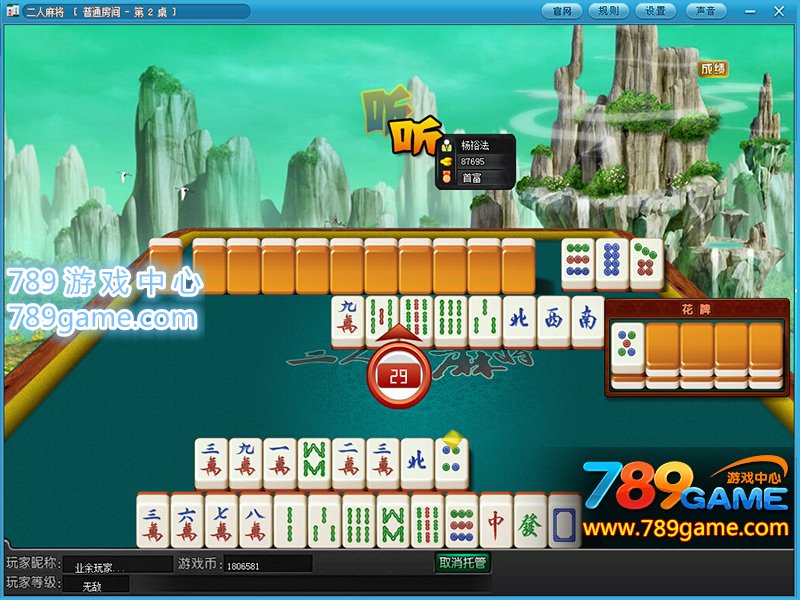 二人麻将 [ 普通房间 - 第 2 桌 ]
官网 规则 设置 声音
成绩
听
听
杨裕法
87695
首富
789 游戏中心
789game.com
九萬 北 西 南
花牌
二人麻将
29
三萬 九萬 一萬 二萬 三萬 北
三萬 六萬 七萬 八萬 中 發
789GAME 游戏中心
www.789game.com
玩家昵称: 业余玩家... 游戏币: 1806581 取消托管
玩家等级: 无敌